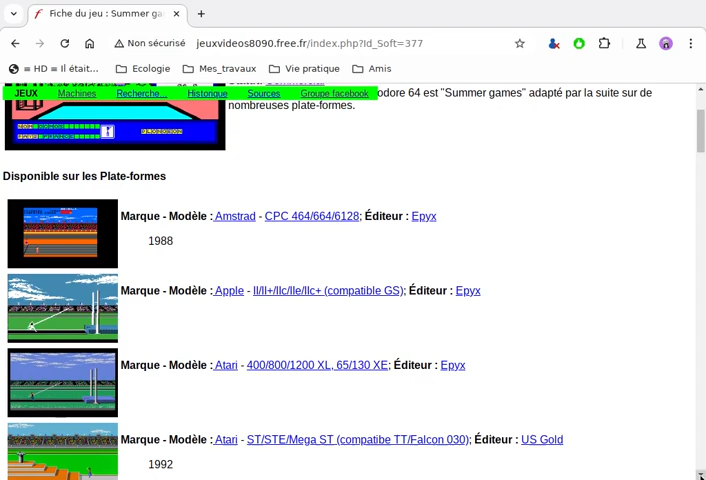 Fiche du jeu : Summer ga
Non sécurisé jeuxvideos8090.free.fr/index.php?Id_Soft=377
= HD = Il était... Ecologie Mes_travaux Vie pratique Amis
JEUX Machines Recherche... Historique Sources Groupe facebook
odore 64 est "Summer games" adapté par la suite sur de
nombreuses plate-formes.
Disponible sur les Plate-formes
Marque - Modèle : Amstrad - CPC 464/664/6128; Éditeur : Epyx
1988
Marque - Modèle : Apple - II/II+/IIc/IIe/IIc+ (compatible GS); Éditeur : Epyx
Marque - Modèle : Atari - 400/800/1200 XL, 65/130 XE; Éditeur : Epyx
Marque - Modèle : Atari - ST/STE/Mega ST (compatibe TT/Falcon 030); Éditeur : US Gold
1992